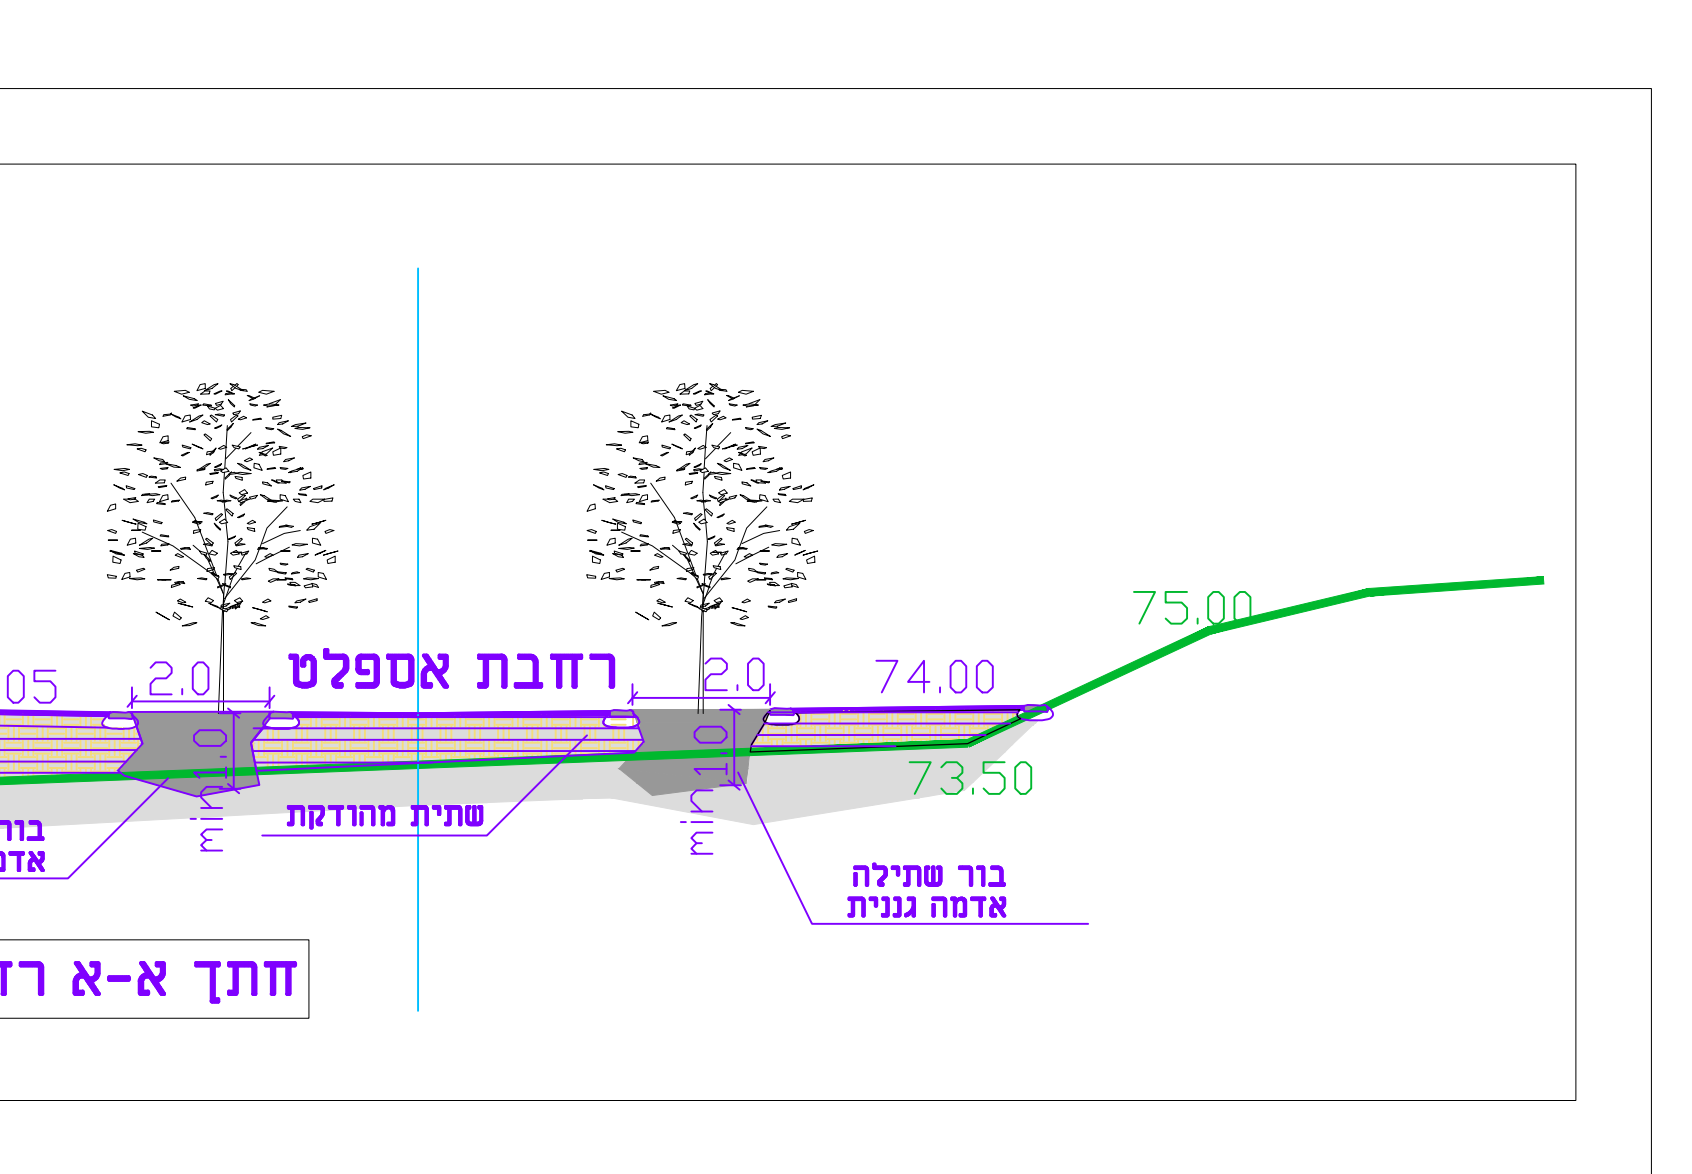 75.00
05
2.0
רחבת אספלט
2.0
74.00
min 1.0
min 1.0
73.50
שתית מהודקת
בור
בור שתילה
אדמה גננית
חתך א-א